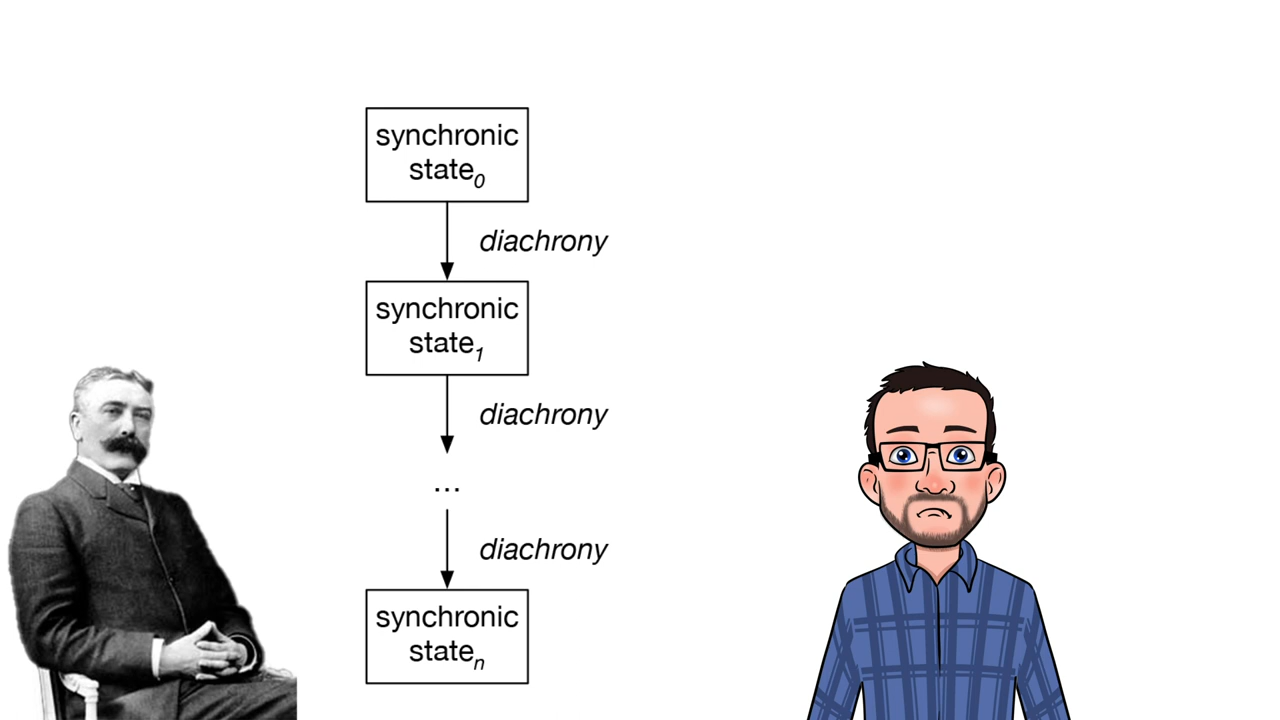 synchronic
state0
diachrony
synchronic
state1
diachrony
...
diachrony
synchronic
staten